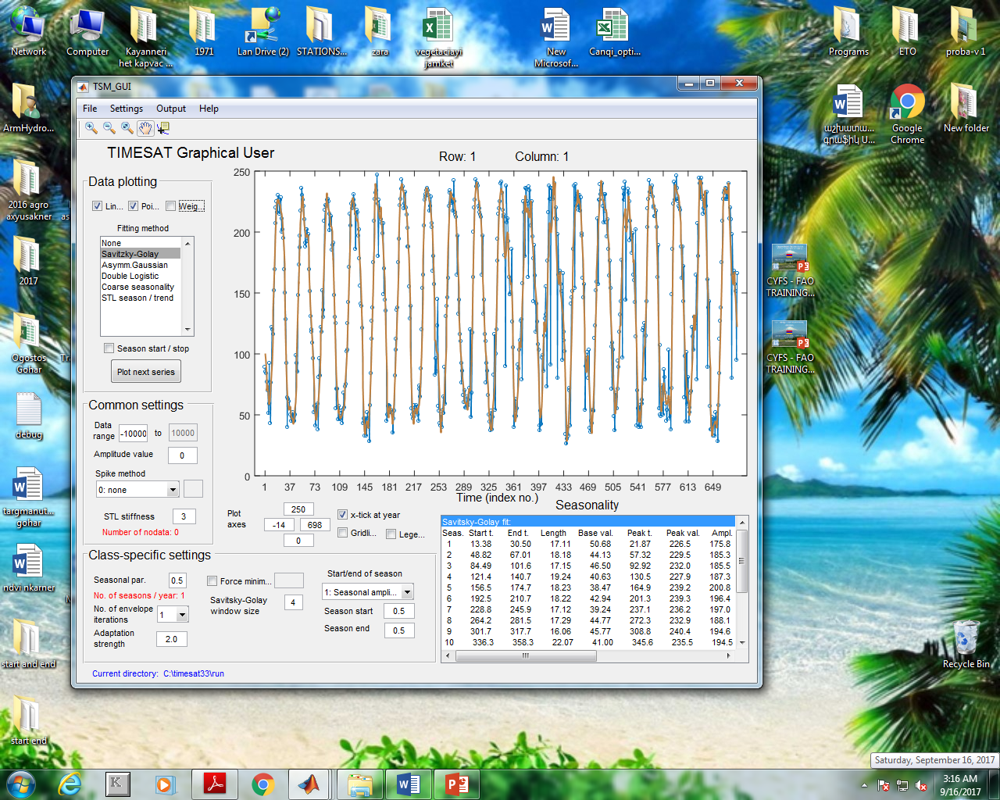 Network
Computer
Kayanneri
het kapvac ...
1971
Lan Drive (2)
STATIONS...
zara
vegetaciayi
jamket
New
Microsof...
Canqi_opti...
Programs
ETO
proba-v.1
ArmHydro...
2016 agro
axyusakner
2017
Ogostos
Gohar
debug
targmanut...
gohar
ndvi nkarner
start and end
start end
աշխատա...
գրաֆիկ Ս...
Google
Chrome
New folder
CYFS - FAO
TRAINING...
CYFS - FAO
TRAINING...
Recycle Bin
TSM_GUI
File Settings Output Help
TIMESAT Graphical User
Row: 1 Column: 1
Data plotting
Lin... Poi... Weig...
Fitting method
None
Savitzky-Golay
Asymm.Gaussian
Double Logistic
Coarse seasonality
STL season / trend
Season start / stop
Plot next series
Common settings
Data
range -10000 to 10000
Amplitude value 0
Spike method
0: none
STL stiffness 3
Number of nodata: 0
250
200
150
100
50
0
1 37 73 109 145 181 217 253 289 325 361 397 433 469 505 541 577 613 649
Time (index no.)
Plot
axes
250
-14 698
0
x-tick at year
Gridli... Lege...
Seasonality
Savitsky-Golay fit:
Seas. Start t. End t. Length Base val. Peak t. Peak val. Ampl.
1 13.38 30.50 17.11 50.68 21.87 226.5 175.8
2 48.82 67.01 18.18 44.13 57.32 229.5 185.3
3 84.49 101.6 17.15 46.50 92.92 232.0 185.5
4 121.4 140.7 19.24 40.63 130.5 227.9 187.3
5 156.5 174.7 18.23 38.47 164.9 239.2 200.8
6 192.5 210.7 18.22 42.94 201.3 239.3 196.4
7 228.8 245.9 17.12 39.24 237.1 236.2 197.0
8 264.2 281.5 17.29 44.77 272.3 232.9 188.1
9 301.7 317.7 16.06 45.77 308.8 240.4 194.6
10 336.3 358.3 22.07 41.00 345.6 235.5 194.5
Class-specific settings
Seasonal par. 0.5
No. of seasons / year: 1
No. of envelope
iterations 1
Adaptation
strength 2.0
Force minim...
Savitsky-Golay
window size 4
Start/end of season
1: Seasonal ampli...
Season start 0.5
Season end 0.5
Current directory: C:\timesat33\run
Saturday, September 16, 2017
3:16 AM
9/16/2017